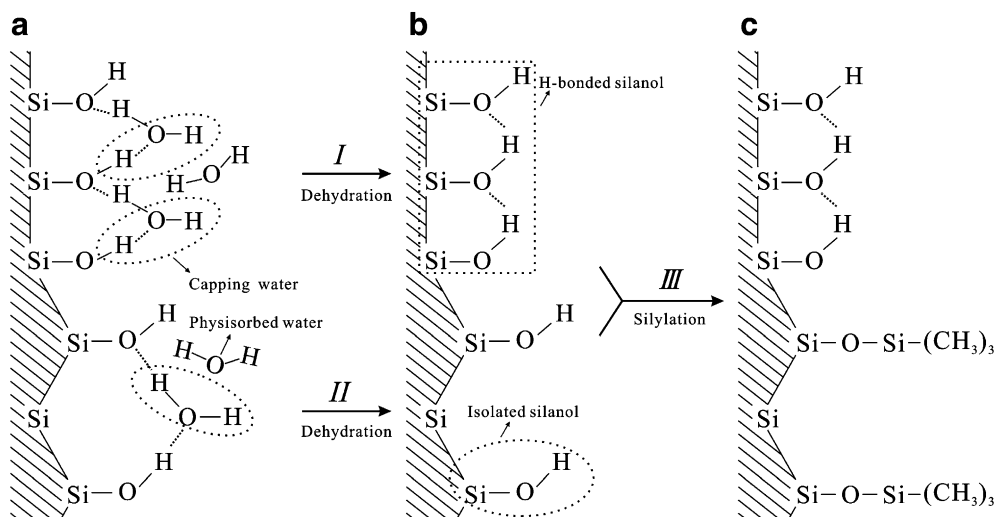 a b c
H
Si—O
H
O—H
H
H
Si—O
O
H
H
O—H
H
Si—O
Capping water
H
Physisorbed water
Si—O
H O H
H
O—H
Si
H
Si—O
I
Dehydration
II
Dehydration
H
H-bonded silanol
Si—O
H
Si—O
H
Si—O
H
Si—O
Isolated silanol
Si
H
Si—O
III
Silylation
H
Si—O
H
Si—O
H
Si—O
Si—O—Si—(CH3)3
Si
Si—O—Si—(CH3)3